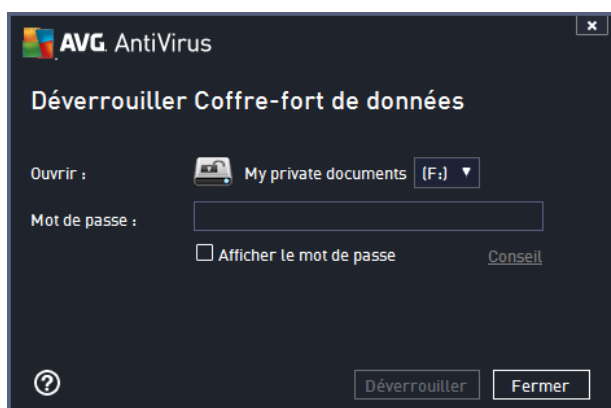 AVG. AntiVirus
Déverrouiller Coffre-fort de données
Ouvrir : My private documents (F:)
Mot de passe :
Afficher le mot de passe Conseil
Déverrouiller Fermer